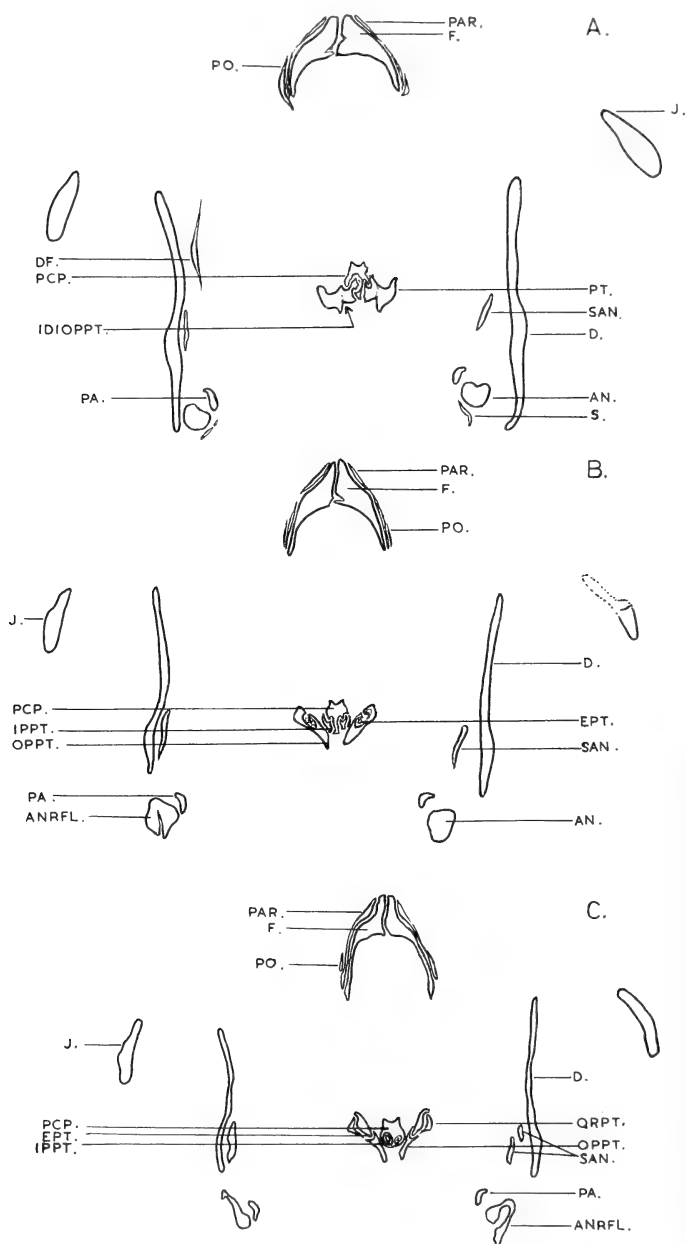 PAR. A.
F.
PO.
J.
DF.
PCP. PT.
SAN.
IDIOPPT. D.
PA. AN.
S.
PAR. B.
F.
PO.
J.
D.
PCP. EPT.
IPPT.
OPPT. SAN.
PA.
ANRFL. AN.
PAR. C.
F.
PO.
J.
D.
PCP. QRPT.
EPT.
IPPT. OPPT.
SAN.
PA.
ANRFL.